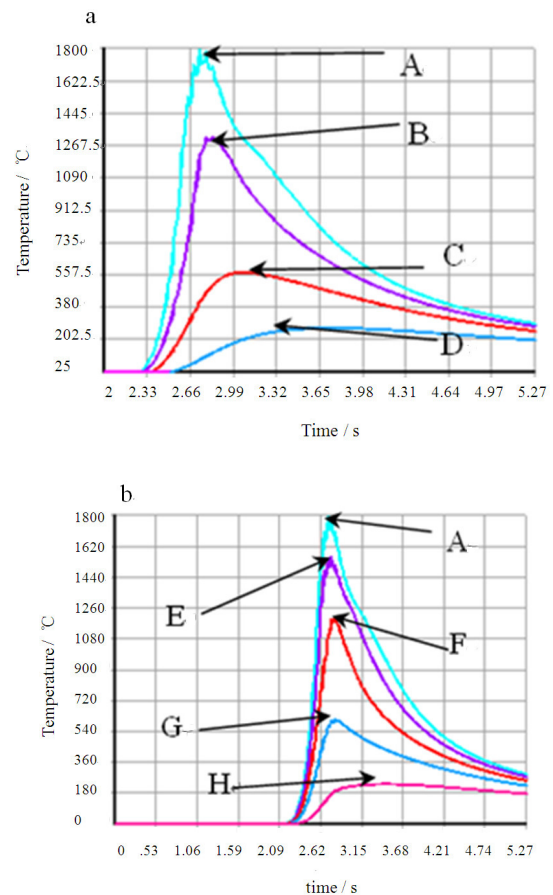 a
1800
1622.5
1445
1267.5
1090
912.5
735
557.5
380
202.5
25
Temperature / ℃
A
B
C
D
2 2.33 2.66 2.99 3.32 3.65 3.98 4.31 4.64 4.97 5.27
Time / s
b
1800
1620
1440
1260
1080
900
720
540
360
180
0
Temperature / ℃
A
E
F
G
H
0 .53 1.06 1.59 2.09 2.62 3.15 3.68 4.21 4.74 5.27
time / s